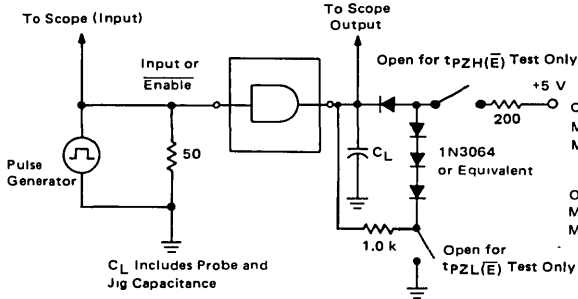 To Scope (Input)
To Scope
Output
Input or
Enable
Open for tPZH(E̅) Test Only
+5 V
200
Pulse
Generator
50
CL
1N3064
or Equivalent
1.0 k
Open for
tPZL(E̅) Test Only
CL Includes Probe and
Jig Capacitance
O
M
M
O
M
M